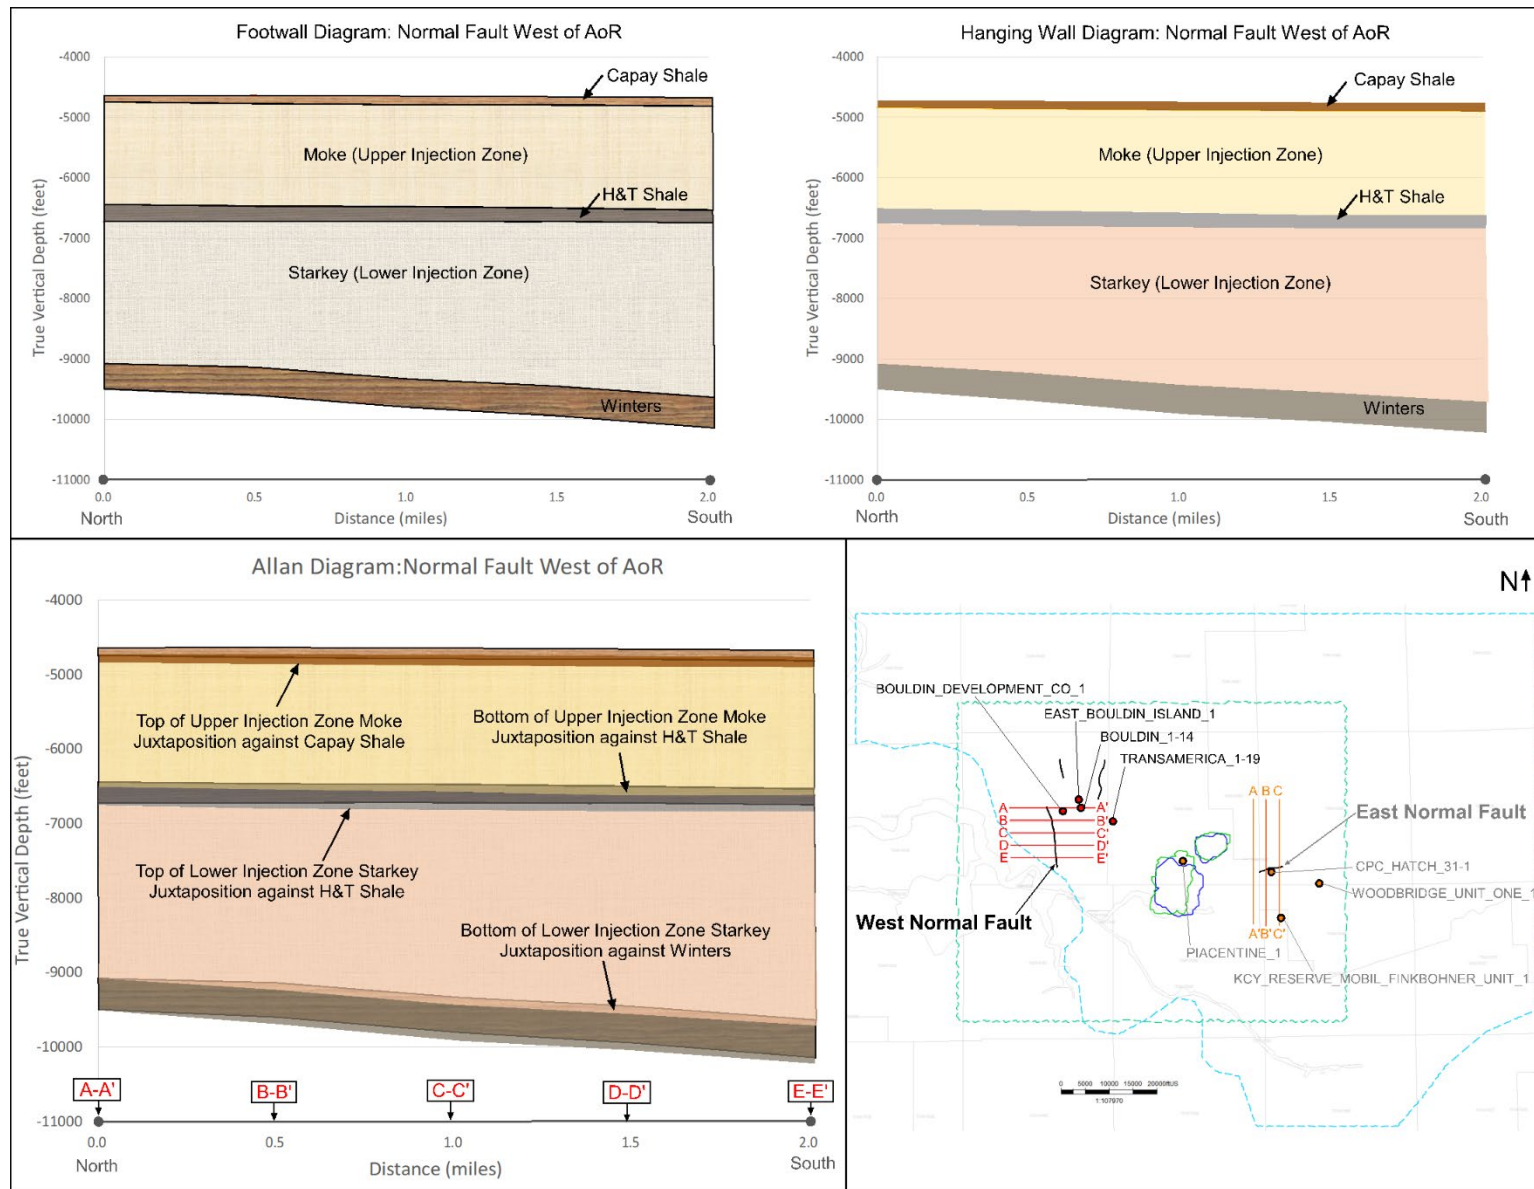 Footwall Diagram: Normal Fault West of AoR
-4000
-5000
-6000
-7000
-8000
-9000
-10000
-11000
True Vertical Depth (feet)
Capay Shale
Moke (Upper Injection Zone)
H&T Shale
Starkey (Lower Injection Zone)
Winters
0.0
0.5
1.0
1.5
2.0
North
Distance (miles)
South
Hanging Wall Diagram: Normal Fault West of AoR
-4000
-5000
-6000
-7000
-8000
-9000
-10000
-11000
True Vertical Depth (feet)
Capay Shale
Moke (Upper Injection Zone)
H&T Shale
Starkey (Lower Injection Zone)
Winters
0.0
0.5
1.0
1.5
2.0
North
Distance (miles)
South
Allan Diagram:Normal Fault West of AoR
-4000
-5000
-6000
-7000
-8000
-9000
-10000
-11000
True Vertical Depth (feet)
Top of Upper Injection Zone Moke
Juxtaposition against Capay Shale
Bottom of Upper Injection Zone Moke
Juxtaposition against H&T Shale
Top of Lower Injection Zone Starkey
Juxtaposition against H&T Shale
Bottom of Lower Injection Zone Starkey
Juxtaposition against Winters
A-A'
B-B'
C-C'
D-D'
E-E'
0.0
0.5
1.0
1.5
2.0
North
Distance (miles)
South
N
BOULDIN_DEVELOPMENT_CO_1
EAST_BOULDIN_ISLAND_1
BOULDIN_1-14
TRANSAMERICA_1-19
A A'
B B'
C C'
D D'
E E'
A B C
East Normal Fault
CPC_HATCH_31-1
WOODBRIDGE_UNIT_ONE_1
West Normal Fault
A' B' C'
PIACENTINE_1
KCY_RESERVE_MOBIL_FINKBOHNER_UNIT_1
0 5000 10000 15000 20000ftUS
1:107970